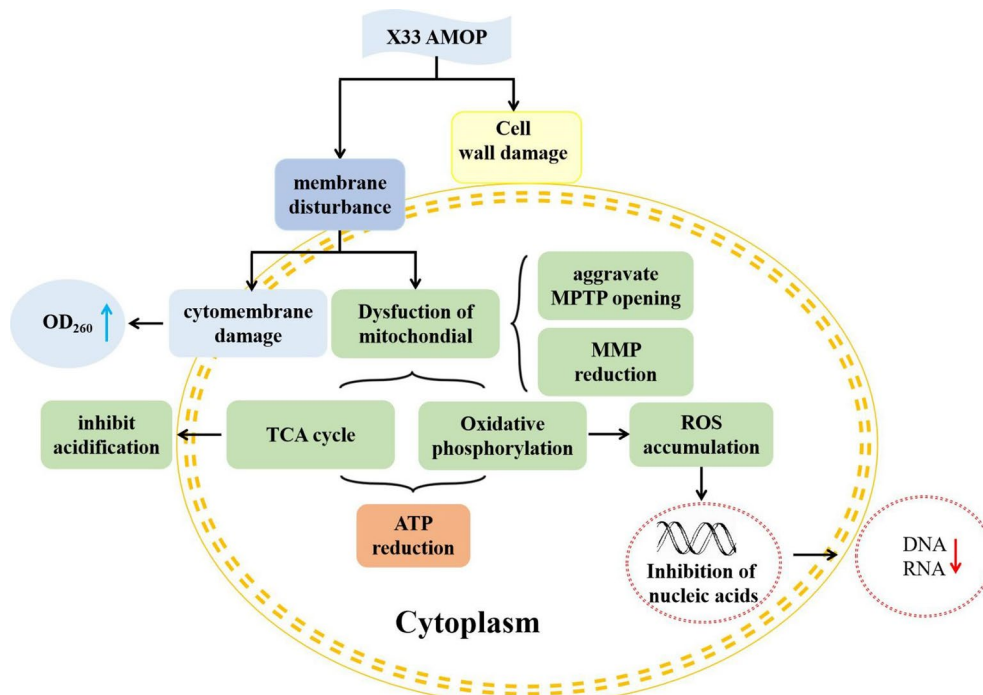 X33 AMOP
Cell
wall damage
membrane
disturbance
aggravate
MPTP opening
OD₂₆₀
cytomembrane
damage
Dysfuction of
mitochondial
MMP
reduction
inhibit
acidification
TCA cycle
Oxidative
phosphorylation
ROS
accumulation
ATP
reduction
Inhibition of
nucleic acids
DNA
RNA
Cytoplasm